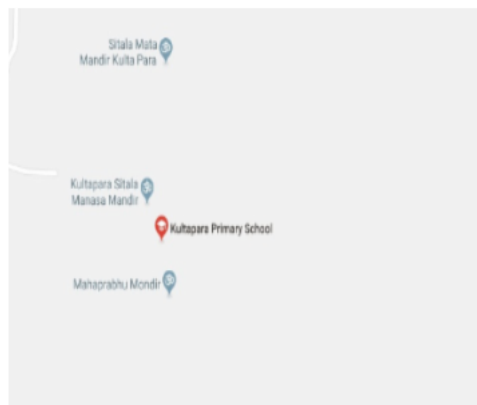 Sitala Mata
Mandir Kulta Para
Kultapara Sitala
Manasa Mandir
Kultapara Primary School
Mahaprabhu Mondir